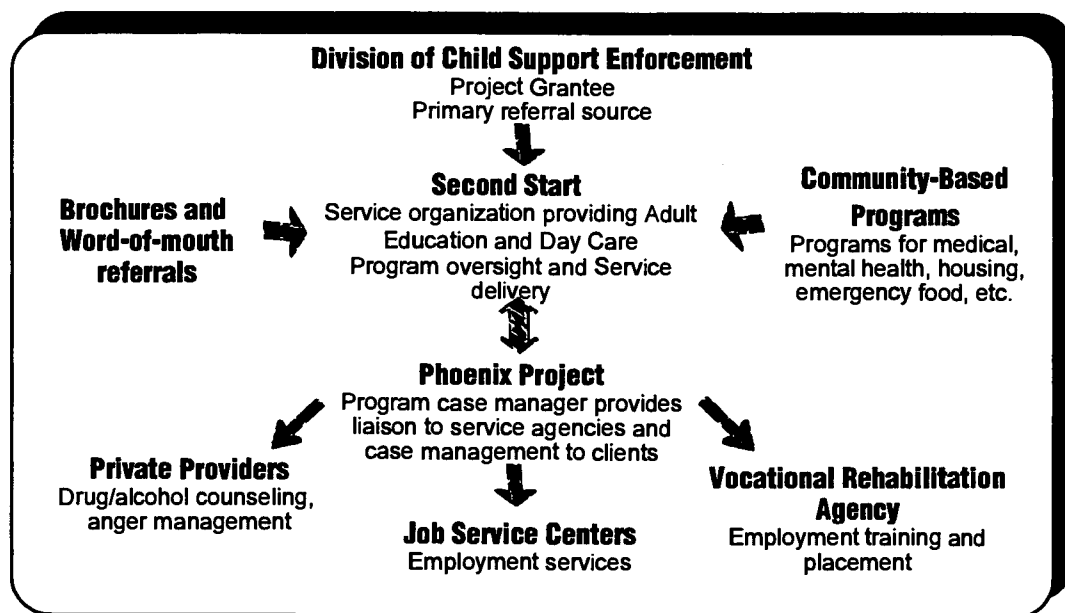 Division of Child Support Enforcement
Project Grantee
Primary referral source
Brochures and
Word-of-mouth
referrals
Second Start
Service organization providing Adult
Education and Day Care
Program oversight and Service
delivery
Community-Based
Programs
Programs for medical,
mental health, housing,
emergency food, etc.
Phoenix Project
Program case manager provides
liaison to service agencies and
case management to clients
Private Providers
Drug/alcohol counseling,
anger management
Job Service Centers
Employment services
Vocational Rehabilitation
Agency
Employment training and
placement